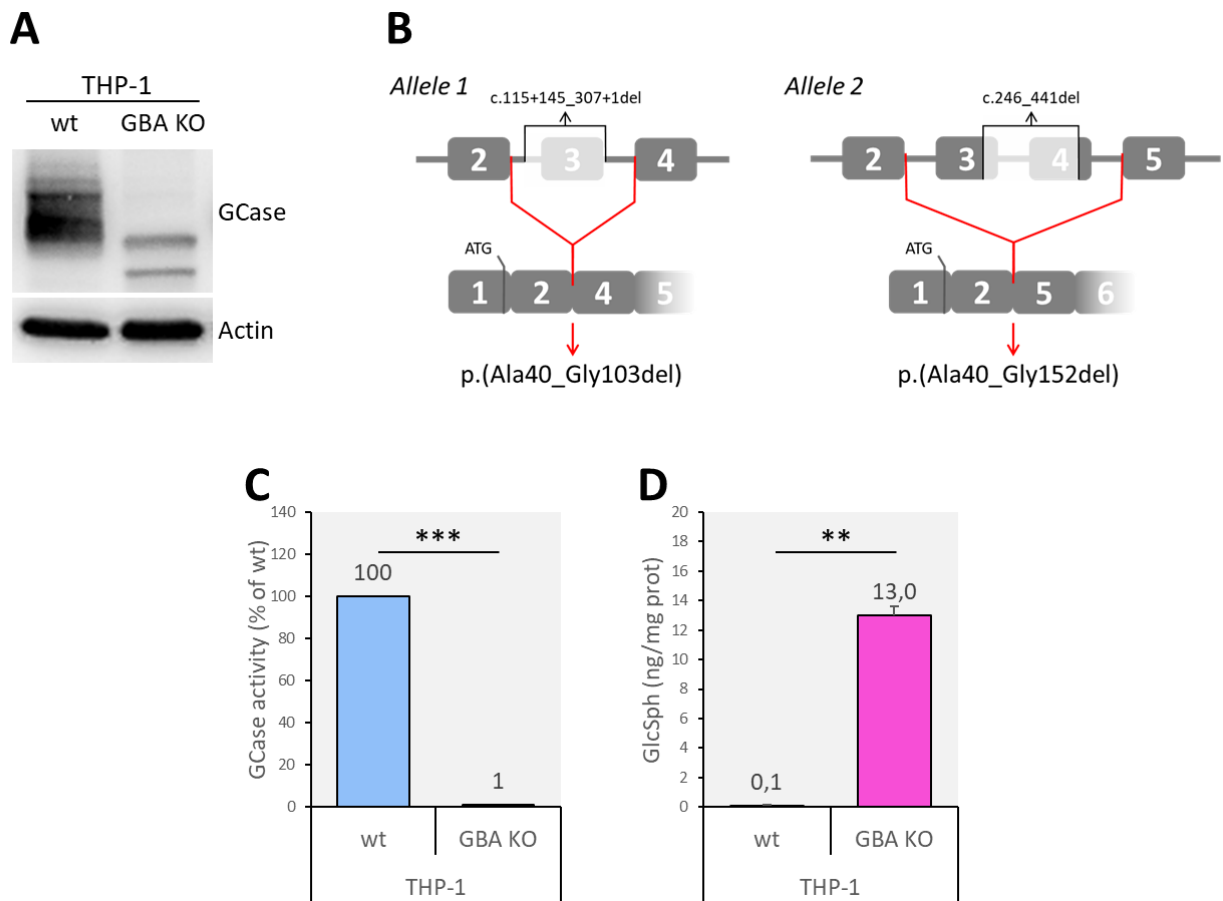 A
THP-1
wt GBA KO
GCase
Actin
B
Allele 1
c.115+145_307+1del
2 3 4
ATG
1 2 4 5
p.(Ala40_Gly103del)
Allele 2
c.246_441del
2 3 4 5
ATG
1 2 5 6
p.(Ala40_Gly152del)
C
GCase activity (% of wt)
140
120
100
80
60
40
20
0
***
100
1
wt GBA KO
THP-1
D
GlcSph (ng/mg prot)
20
18
16
14
12
10
8
6
4
2
0
**
0,1
13,0
wt GBA KO
THP-1